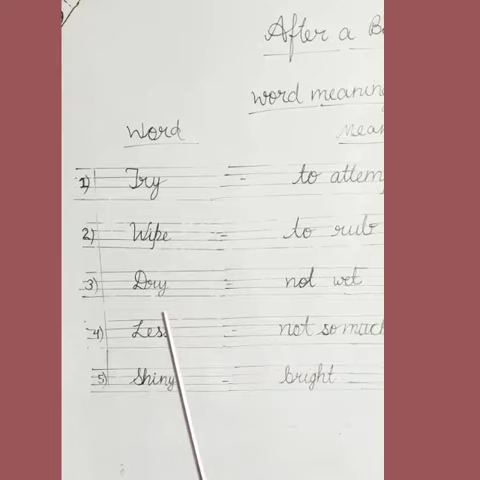 After a
word meaning
Word
1) Try = to attem
2) Wipe = to rub
3) Dry = not wet
4) Less = not so much
5) Shiny = bright